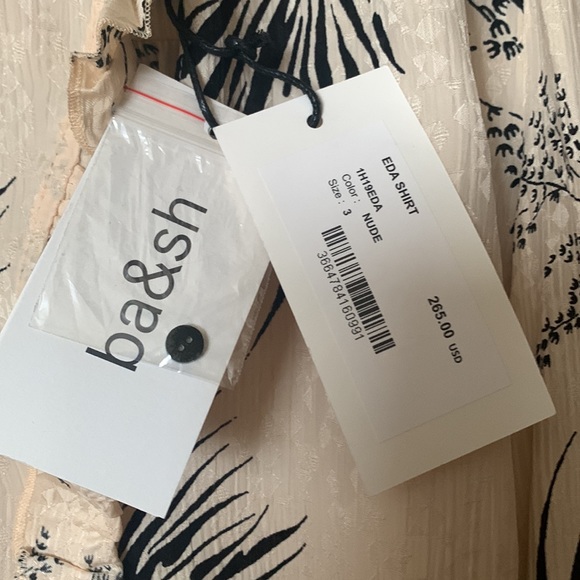 ba&sh
EDA SHIRT
1H19EDA
Color : NUDE
Size : 3
3664784160991
265.00 USD